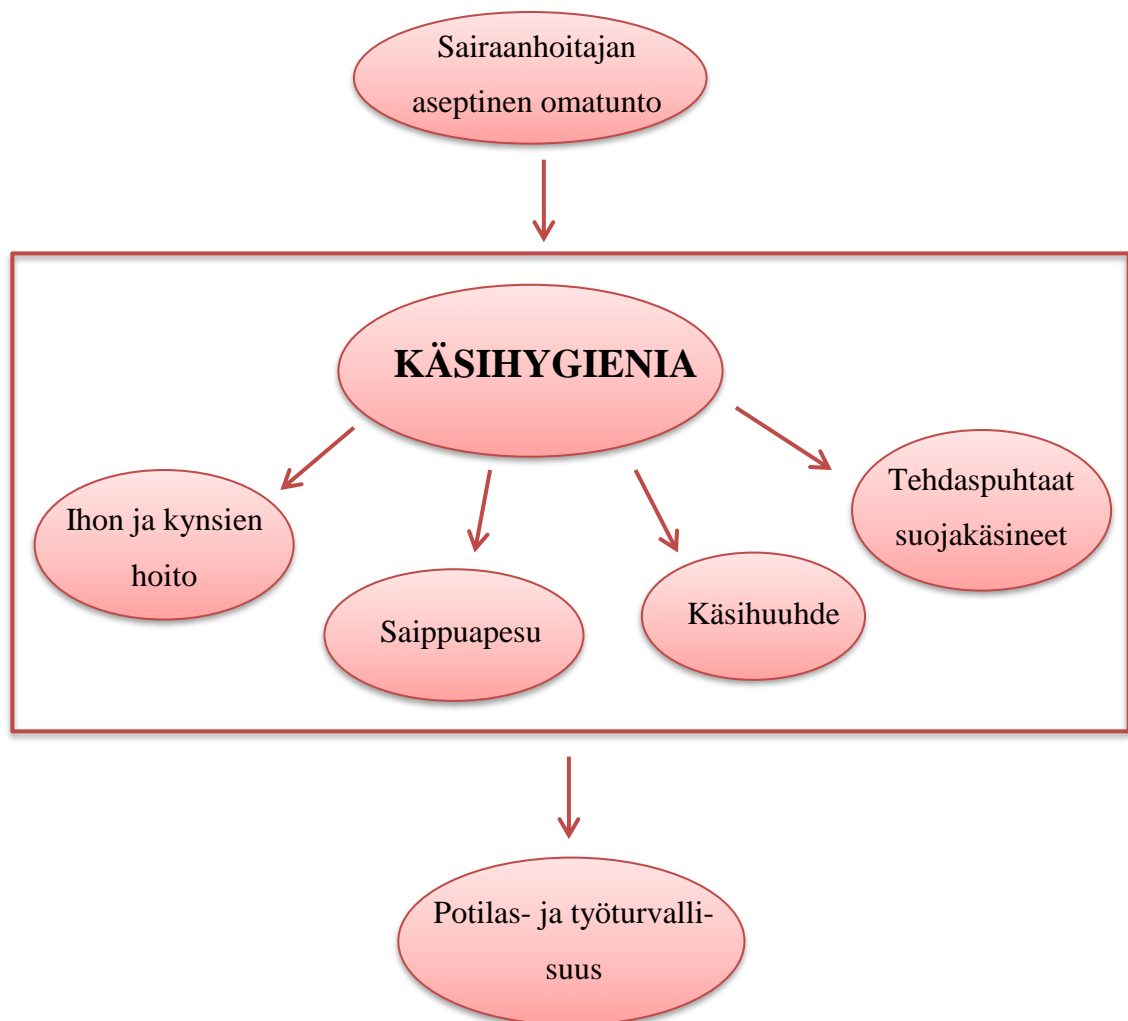 Sairaanhoitajan
aseptinen omatunto
KÄSIHYGIENIA
Ihon ja kynsien
hoito
Saippuapesu
Käsihuuhde
Tehdaspuhtaat
suojakäsineet
Potilas- ja työturvalli-
suus